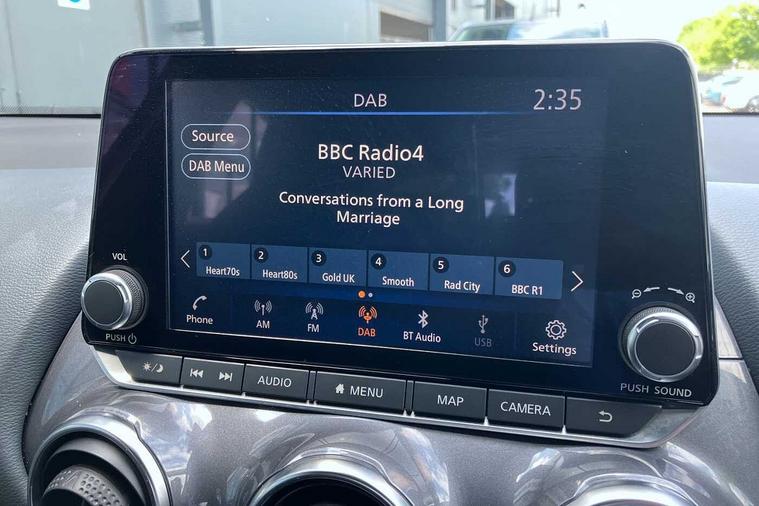 DAB
2:35
Source
DAB Menu
BBC Radio4
VARIED
Conversations from a Long
Marriage
1
Heart70s
2
Heart80s
3
Gold UK
4
Smooth
5
Rad City
6
BBC R1
Phone
AM
FM
DAB
BT Audio
USB
Settings
VOL
PUSH
PUSH SOUND
AUDIO
MENU
MAP
CAMERA